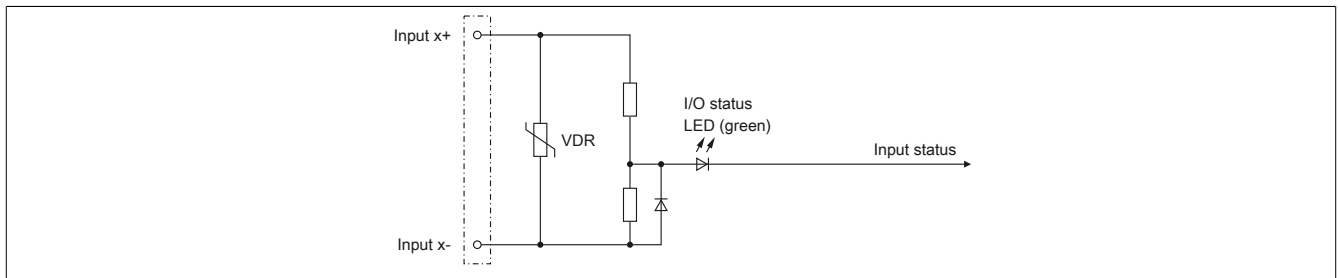 Input x+
I/O status
LED (green)
VDR
Input status
Input x-